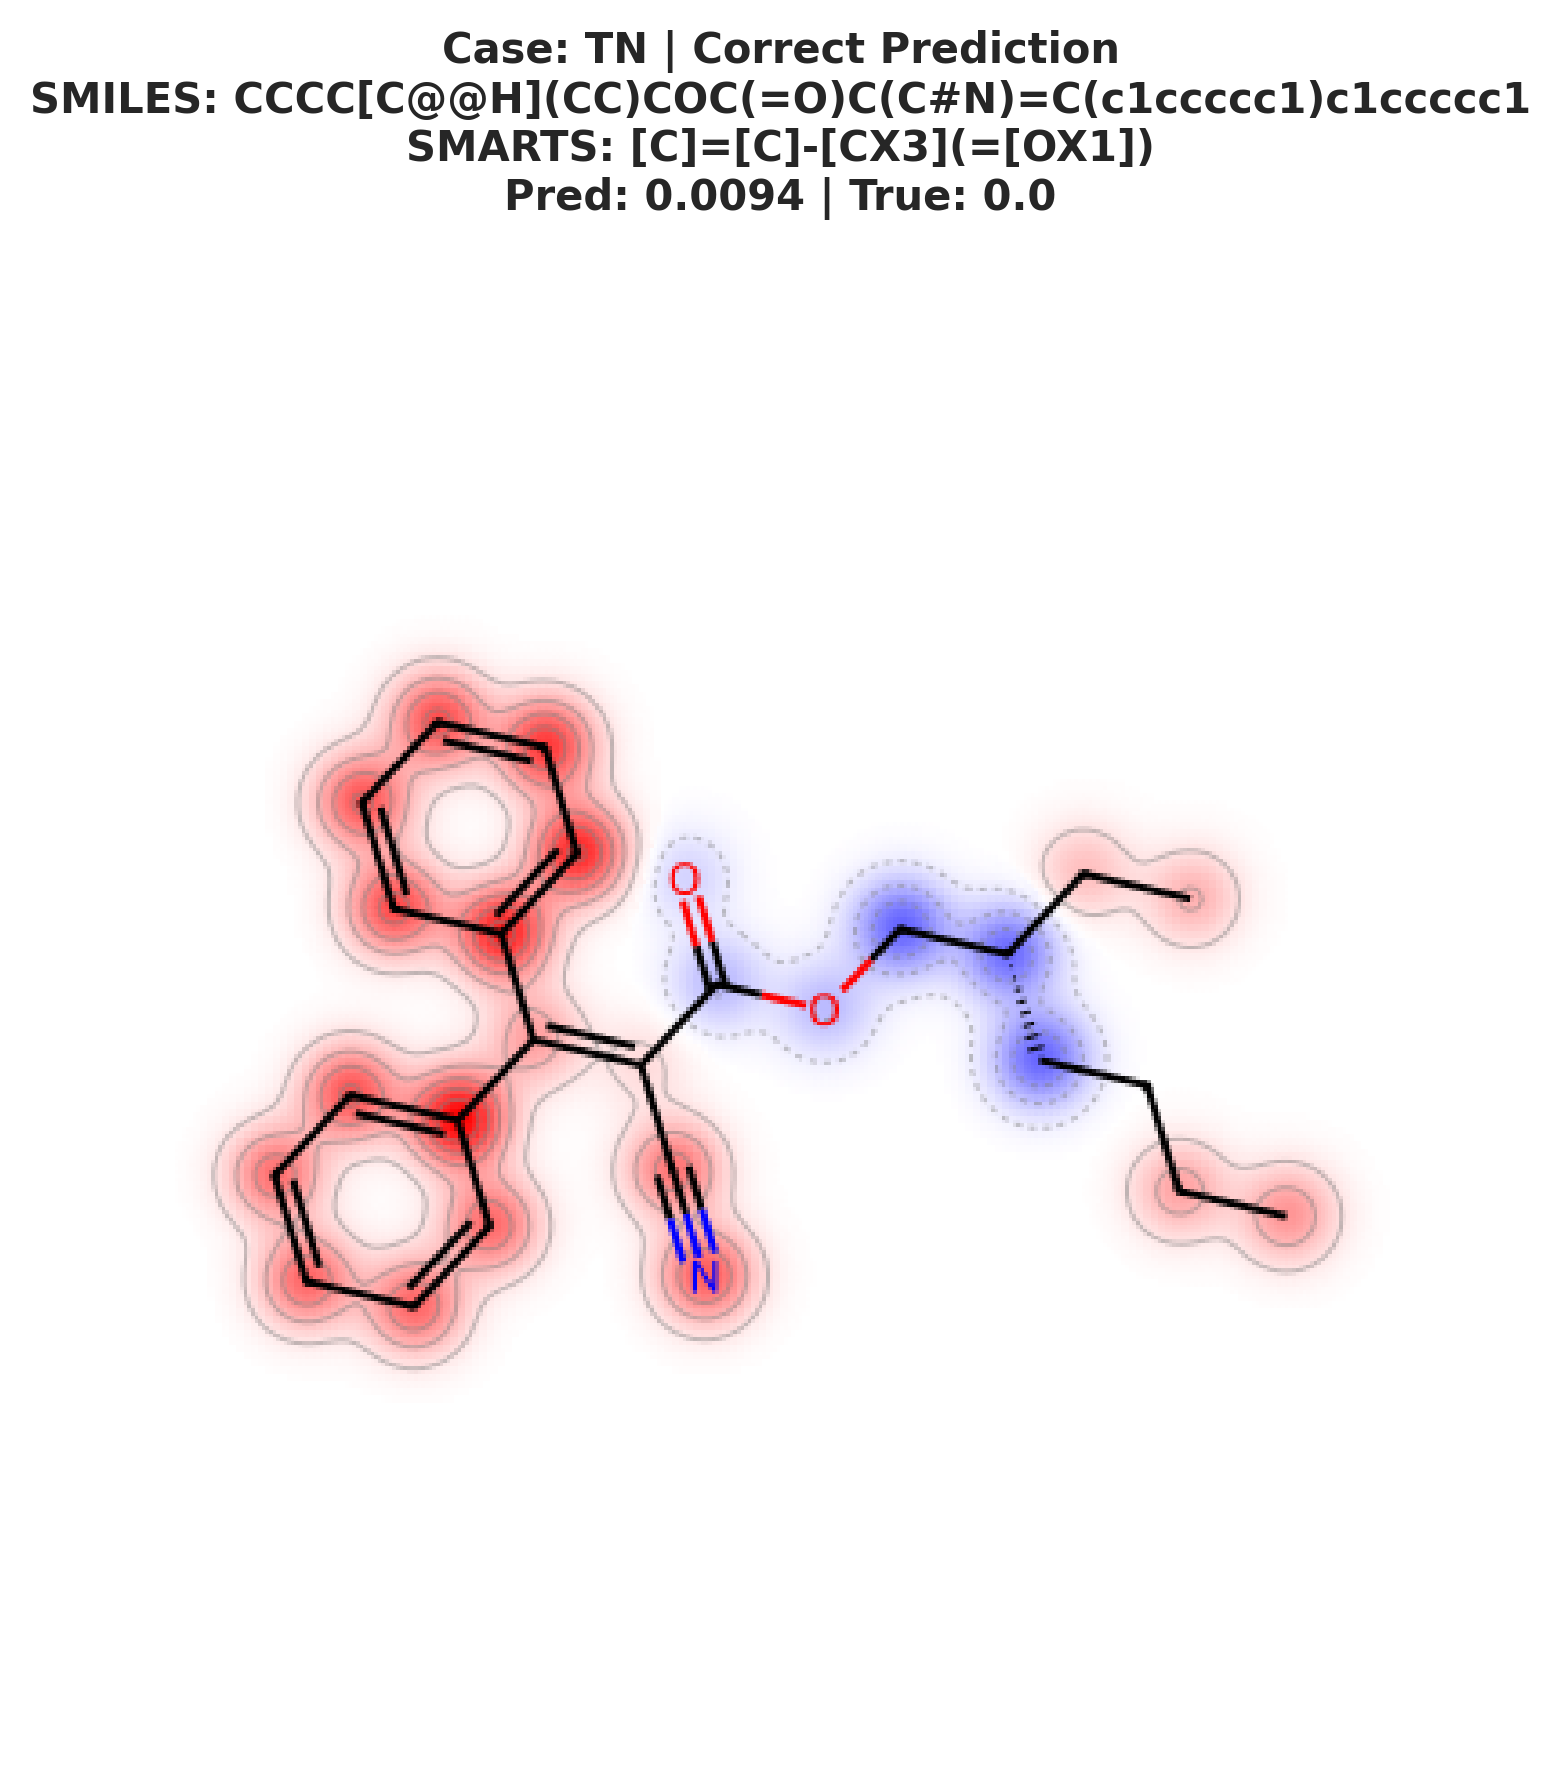 Case: TN | Correct Prediction
SMILES: CCCC[C@@H](CC)COC(=O)C(C#N)=C(c1ccccc1)c1ccccc1
SMARTS: [C]=[C]-[CX3](=[OX1])
Pred: 0.0094 | True: 0.0
O
O
N